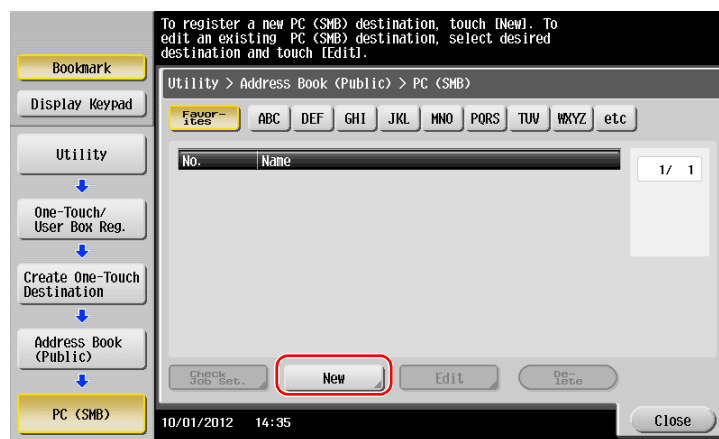 To register a new PC (SMB) destination, touch [New]. To
edit an existing  PC (SMB) destination, select desired
destination and touch [Edit].
Bookmark
Display Keypad
Utility
One-Touch/
User Box Reg.
Create One-Touch
Destination
Address Book
(Public)
PC (SMB)
Utility > Address Book (Public) > PC (SMB)
Favor-
ites
ABC DEF GHI JKL MNO PQRS TUV WXYZ etc
No. Name
1/ 1
Check
Job Set.
New
Edit
De-
lete
10/01/2012 14:35
Close